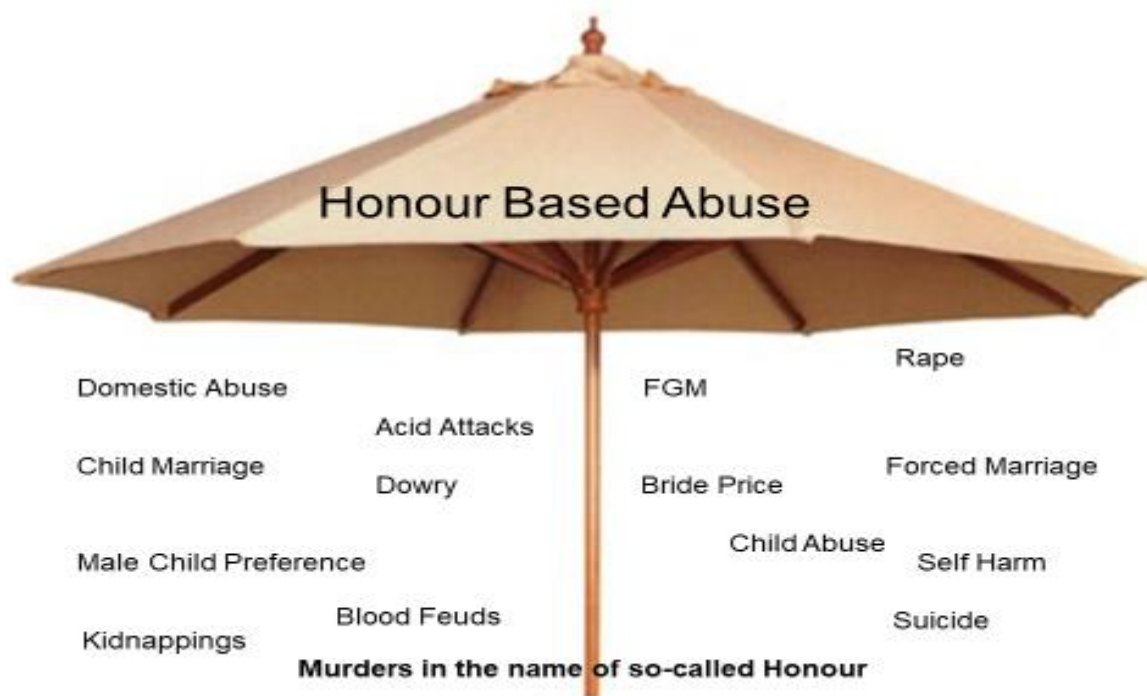 Honour Based Abuse
Rape
Domestic Abuse
FGM
Acid Attacks
Child Marriage
Forced Marriage
Dowry
Bride Price
Child Abuse
Male Child Preference
Self Harm
Blood Feuds
Suicide
Kidnappings
Murders in the name of so-called Honour